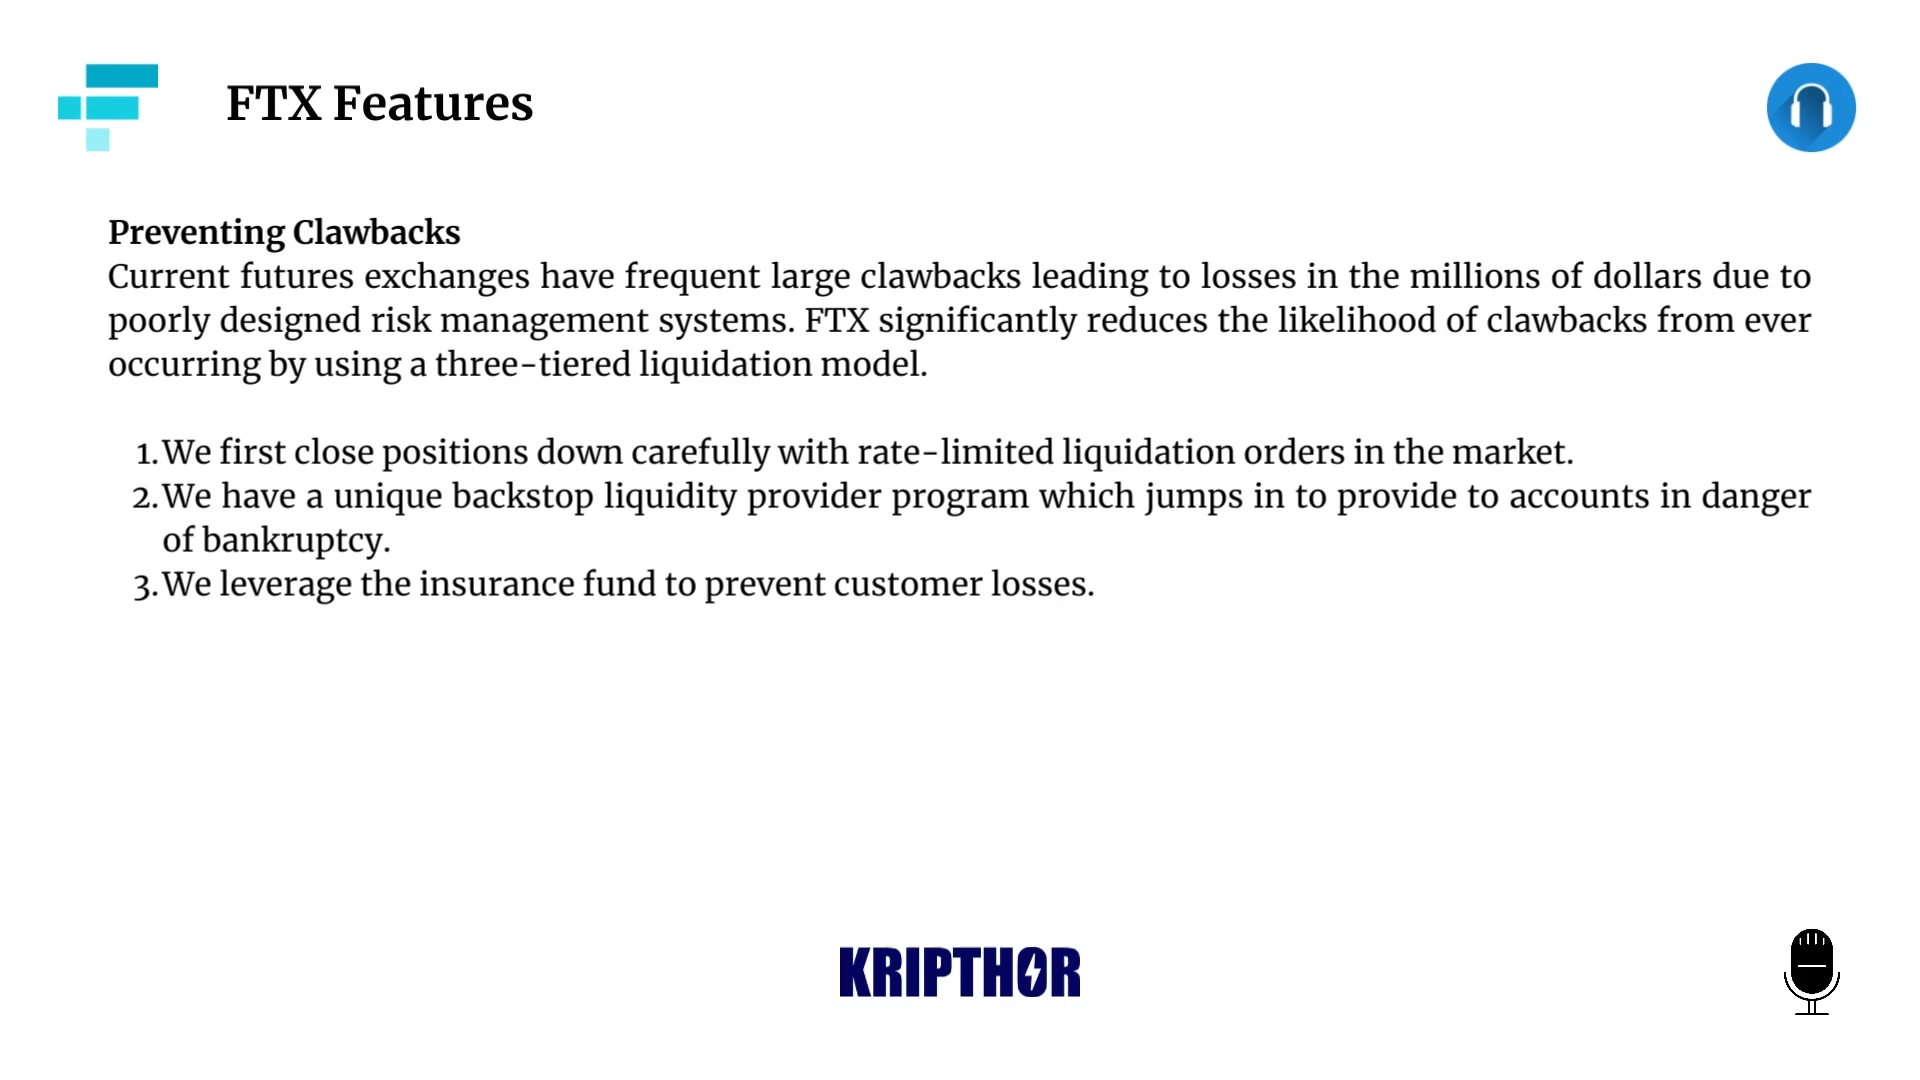 FTX Features
Preventing Clawbacks
Current futures exchanges have frequent large clawbacks leading to losses in the millions of dollars due to
poorly designed risk management systems. FTX significantly reduces the likelihood of clawbacks from ever
occurring by using a three-tiered liquidation model.
1. We first close positions down carefully with rate-limited liquidation orders in the market.
2. We have a unique backstop liquidity provider program which jumps in to provide to accounts in danger
of bankruptcy.
3. We leverage the insurance fund to prevent customer losses.
KRIPTHOR